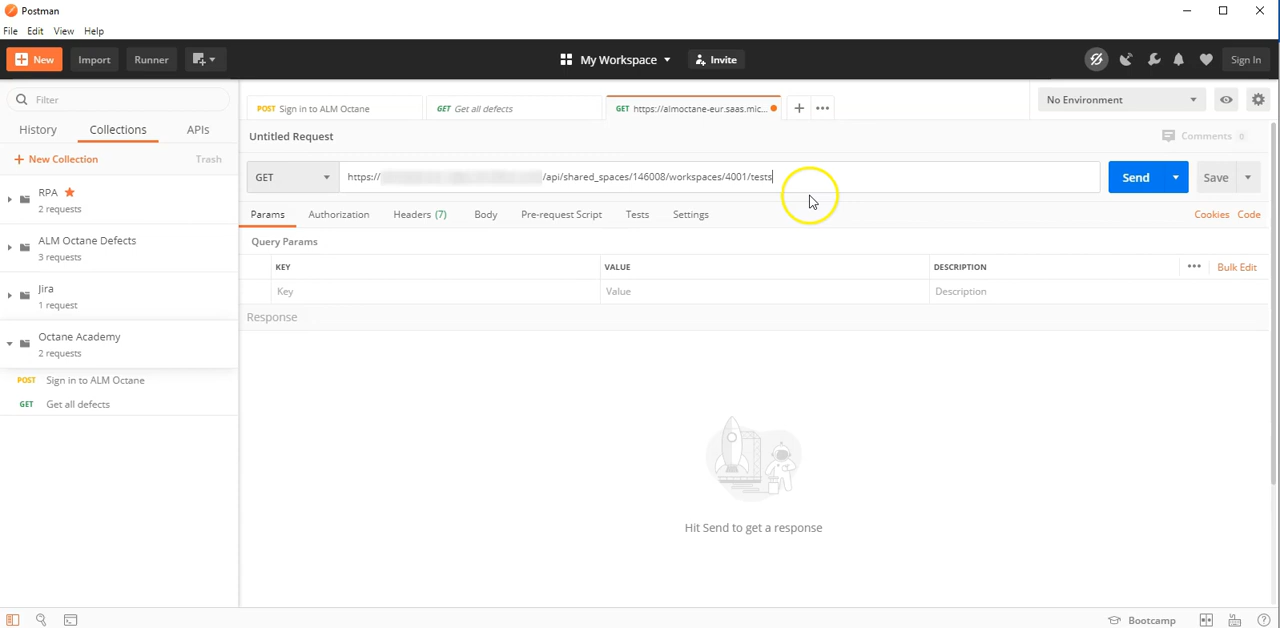 Postman
File Edit View Help
New Import Runner My Workspace Invite Sign In
Filter
History Collections APIs
New Collection Trash
RPA
2 requests
ALM Octane Defects
3 requests
Jira
1 request
Octane Academy
2 requests
POST Sign in to ALM Octane
GET Get all defects
POST Sign in to ALM Octane GET Get all defects GET https://almoctane-eur.saas.mic... No Environment
Untitled Request Comments 0
GET https:// /api/shared_spaces/146008/workspaces/4001/tests Send Save
Params Authorization Headers (7) Body Pre-request Script Tests Settings Cookies Code
Query Params
KEY VALUE DESCRIPTION Bulk Edit
Key Value Description
Response
Hit Send to get a response
Bootcamp